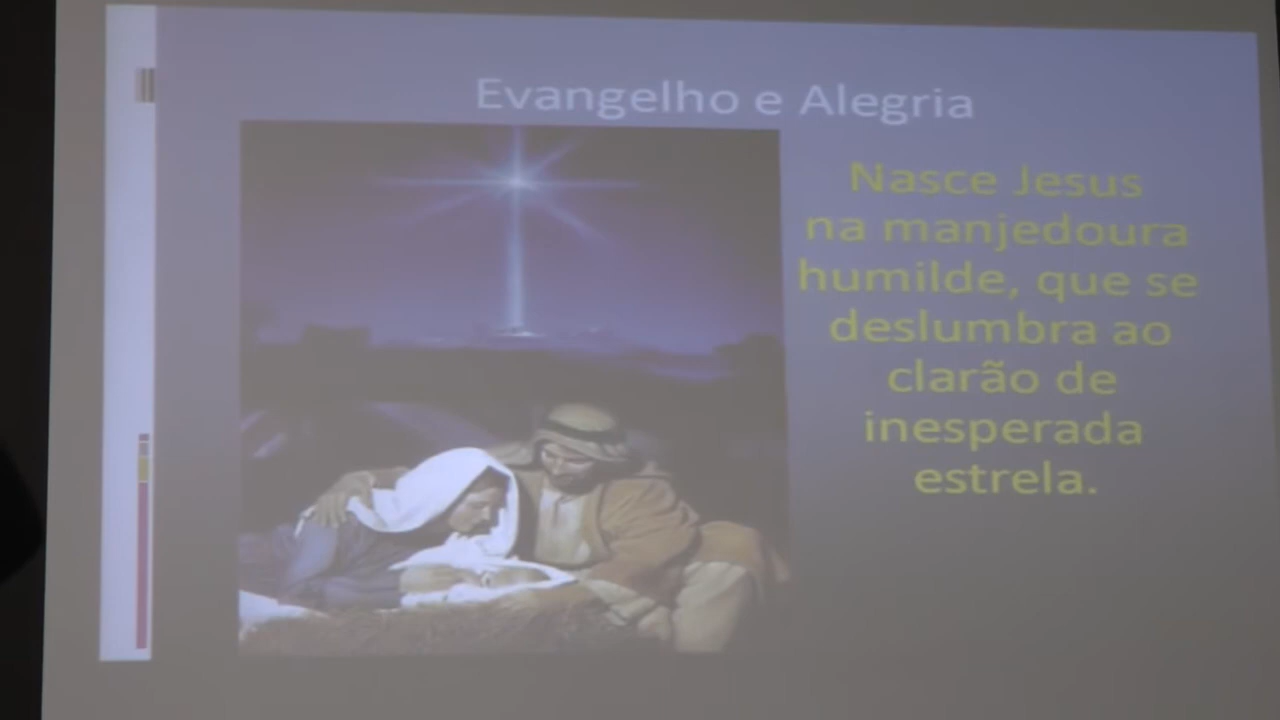 Evangelho e Alegria
Nasce Jesus
na manjedoura
humilde, que se
deslumbra ao
clarão de
inesperada
estrela.